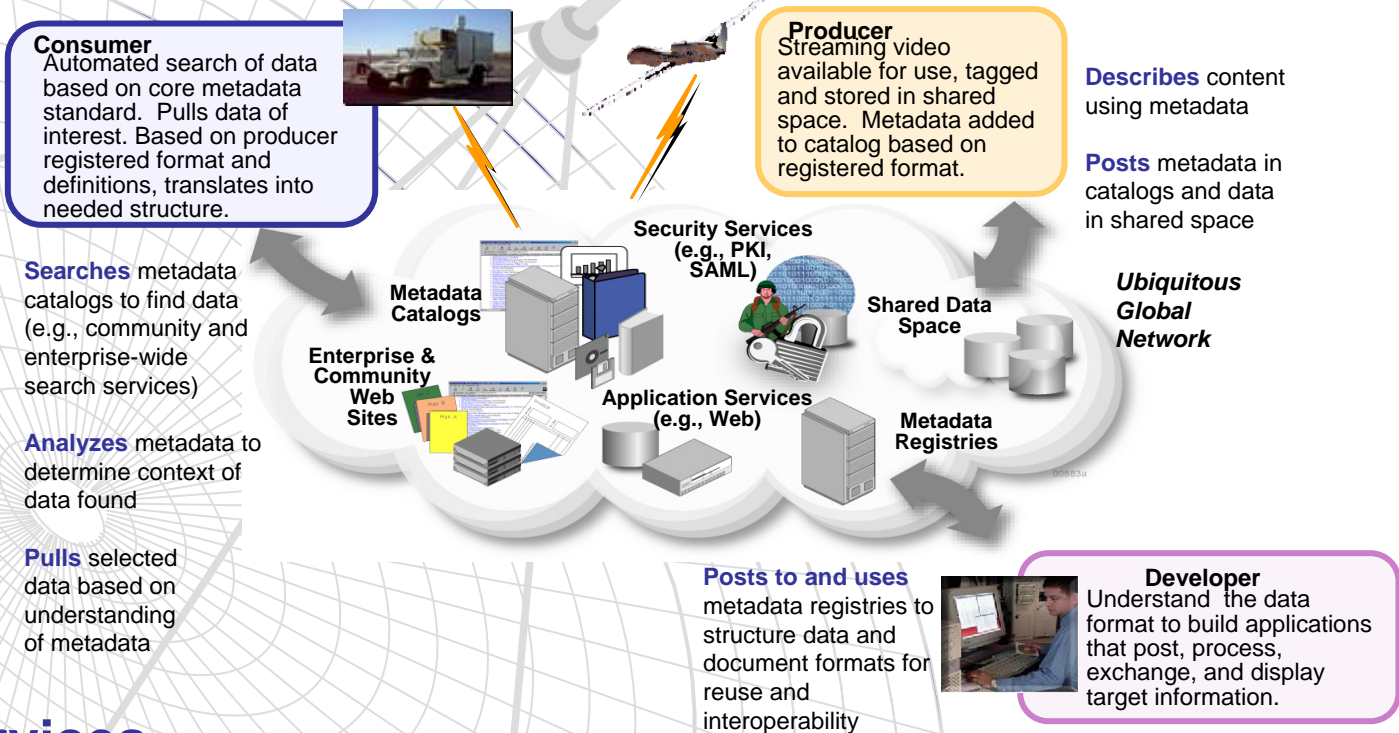 Consumer
Automated search of data
based on core metadata
standard. Pulls data of
interest. Based on producer
registered format and
definitions, translates into
needed structure.
Producer
Streaming video
available for use, tagged
and stored in shared
space. Metadata added
to catalog based on
registered format.
Describes content
using metadata
Posts metadata in
catalogs and data
in shared space
Ubiquitous
Global
Network
Searches metadata
catalogs to find data
(e.g., community and
enterprise-wide
search services)
Analyzes metadata to
determine context of
data found
Pulls selected
data based on
understanding
of metadata
Metadata
Catalogs
Security Services
(e.g., PKI,
SAML)
Shared Data
Space
Enterprise &
Community
Web
Sites
Application Services
(e.g., Web)
Metadata
Registries
00883a
Posts to and uses
metadata registries to
structure data and
document formats for
reuse and
interoperability
Developer
Understand the data
format to build applications
that post, process,
exchange, and display
target information.